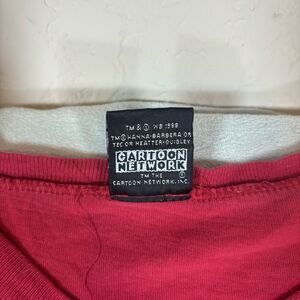 TM & © WB 1998
TM © HANNA-BARBERA OR
TEC OR HEATTER-QUIGLEY
CARTOON
NETWORK
TM THE
CARTOON NETWORK, INC.